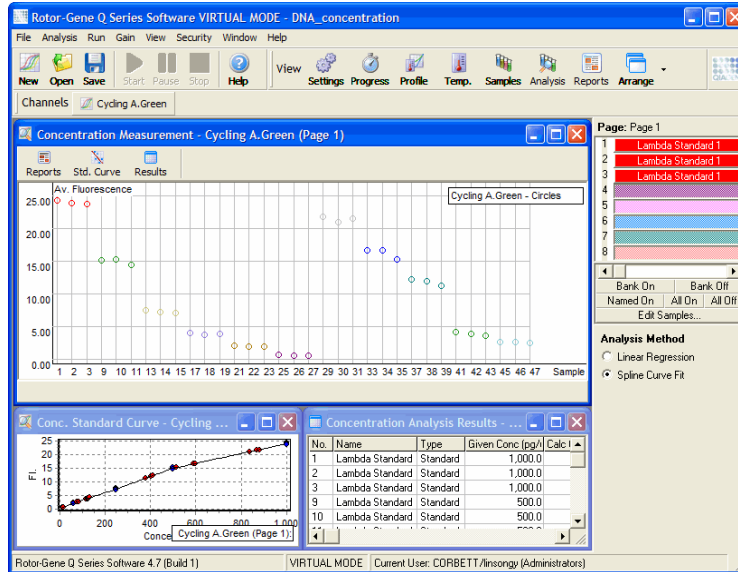 Rotor-Gene Q Series Software VIRTUAL MODE - DNA_concentration
File Analysis Run Gain View Security Window Help
New Open Save Start Pause Stop Help View Settings Progress Profile Temp. Samples Analysis Reports Arrange
Channels Cycling A.Green
Concentration Measurement - Cycling A.Green (Page 1)
Reports Std. Curve Results
Av. Fluorescence
Cycling A.Green - Circles
25.00
20.00
15.00
10.00
5.00
0.00
1 2 3 9 10 11 13 14 15 16 17 19 21 22 23 25 26 27 29 30 31 33 34 35 37 38 39 41 42 43 45 46 47 Sample
Page: Page 1
1 Lambda Standard 1
2 Lambda Standard 1
3 Lambda Standard 1
4
5
6
7
8
Bank On Bank Off
Named On All On All Off
Edit Samples...
Analysis Method
Linear Regression
Spline Curve Fit
Conc. Standard Curve - Cycling ...
Fl.
25
20
15
10
5
0
0 200 400 600 800 1,000
Conce
Cycling A.Green (Page 1):
Concentration Analysis Results - ...
No. Name Type Given Conc (pg/ Calc
1 Lambda Standard Standard 1,000.0
2 Lambda Standard Standard 1,000.0
3 Lambda Standard Standard 1,000.0
9 Lambda Standard Standard 500.0
10 Lambda Standard Standard 500.0
Rotor-Gene Q Series Software 4.7 (Build 1) VIRTUAL MODE Current User: CORBETT/linsongy (Administrators)